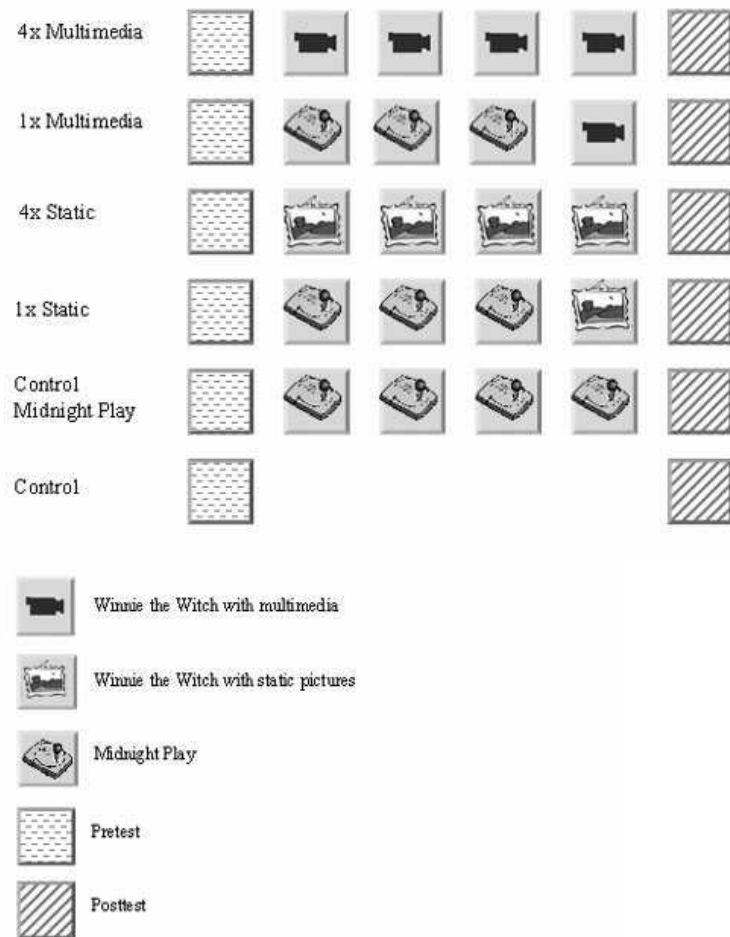 4x Multimedia
1x Multimedia
4x Static
1x Static
Control
Midnight Play
Control
Winnie the Witch with multimedia
Winnie the Witch with static pictures
Midnight Play
Pretest
Posttest